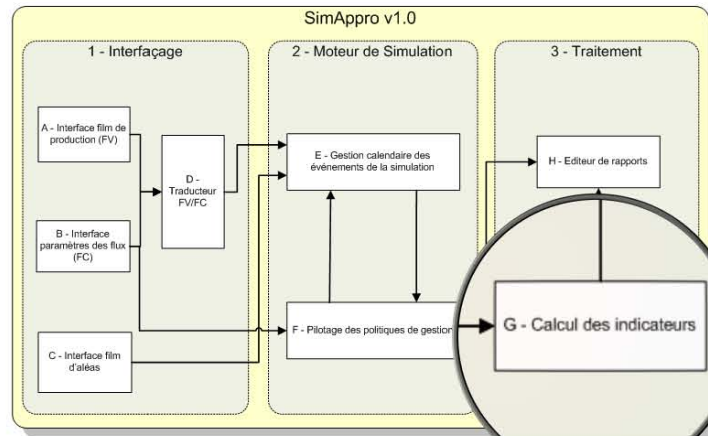 SimAppro v1.0
1 - Interfaçage
2 - Moteur de Simulation
3 - Traitement
A - Interface film de
production (FV)
D -
Traducteur
FV/FC
E - Gestion calendaire des
événements de la simulation
H - Editeur de rapports
B - Interface
paramètres des flux
(FC)
F - Pilotage des politiques de gestion
G - Calcul des indicateurs
C - Interface film
d'aléas